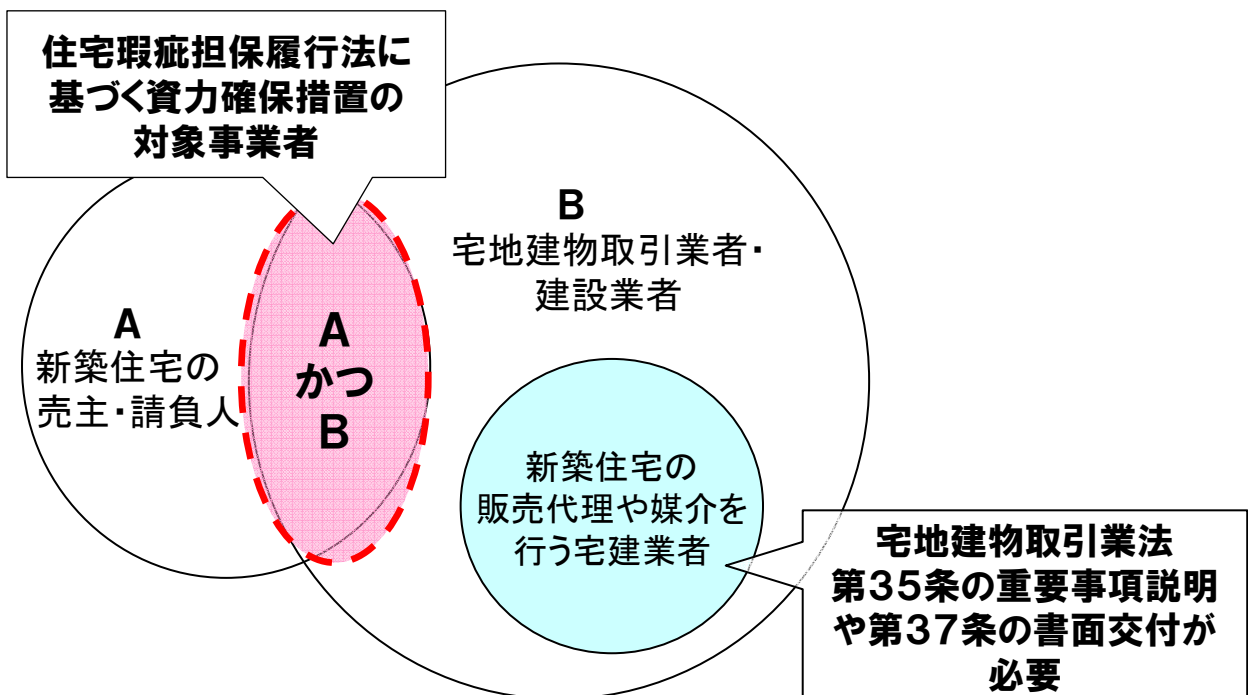 住宅瑕疵担保履行法に
基づく資力確保措置の
対象事業者
B
宅地建物取引業者・
建設業者
A
新築住宅の
売主・請負人
A
かつ
B
新築住宅の
販売代理や媒介を
行う宅建業者
宅地建物取引業法
第35条の重要事項説明
や第37条の書面交付が
必要